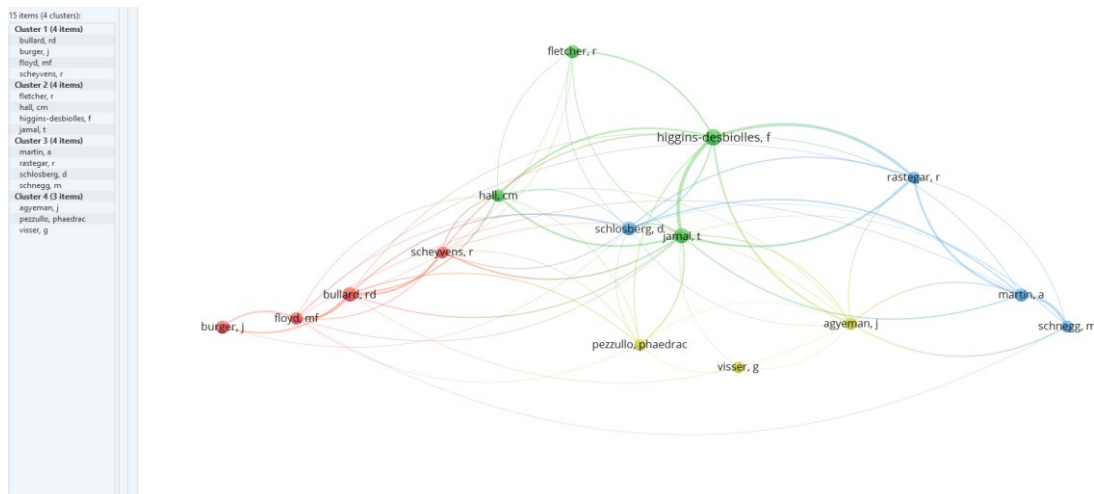 15 items (4 clusters):
Cluster 1 (4 items)
bullard, rd
burger, j
floyd, mf
scheyvens, r
Cluster 2 (4 items)
fletcher, r
hall, cm
higgins-desbiolles, f
jamal, t
Cluster 3 (4 items)
martin, a
rastegar, r
schlosberg, d
schnegg, m
Cluster 4 (3 items)
agyeman, j
pezzullo, phaedrac
visser, g
fletcher, r
higgins-desbiolles, f
rastegar, r
hall, cm
schlosberg, d
jamal, t
scheyvens, r
bullard, rd
martin, a
floyd, mf
agyeman, j
burger, j
schnegg, m
pezzullo, phaedrac
visser, g